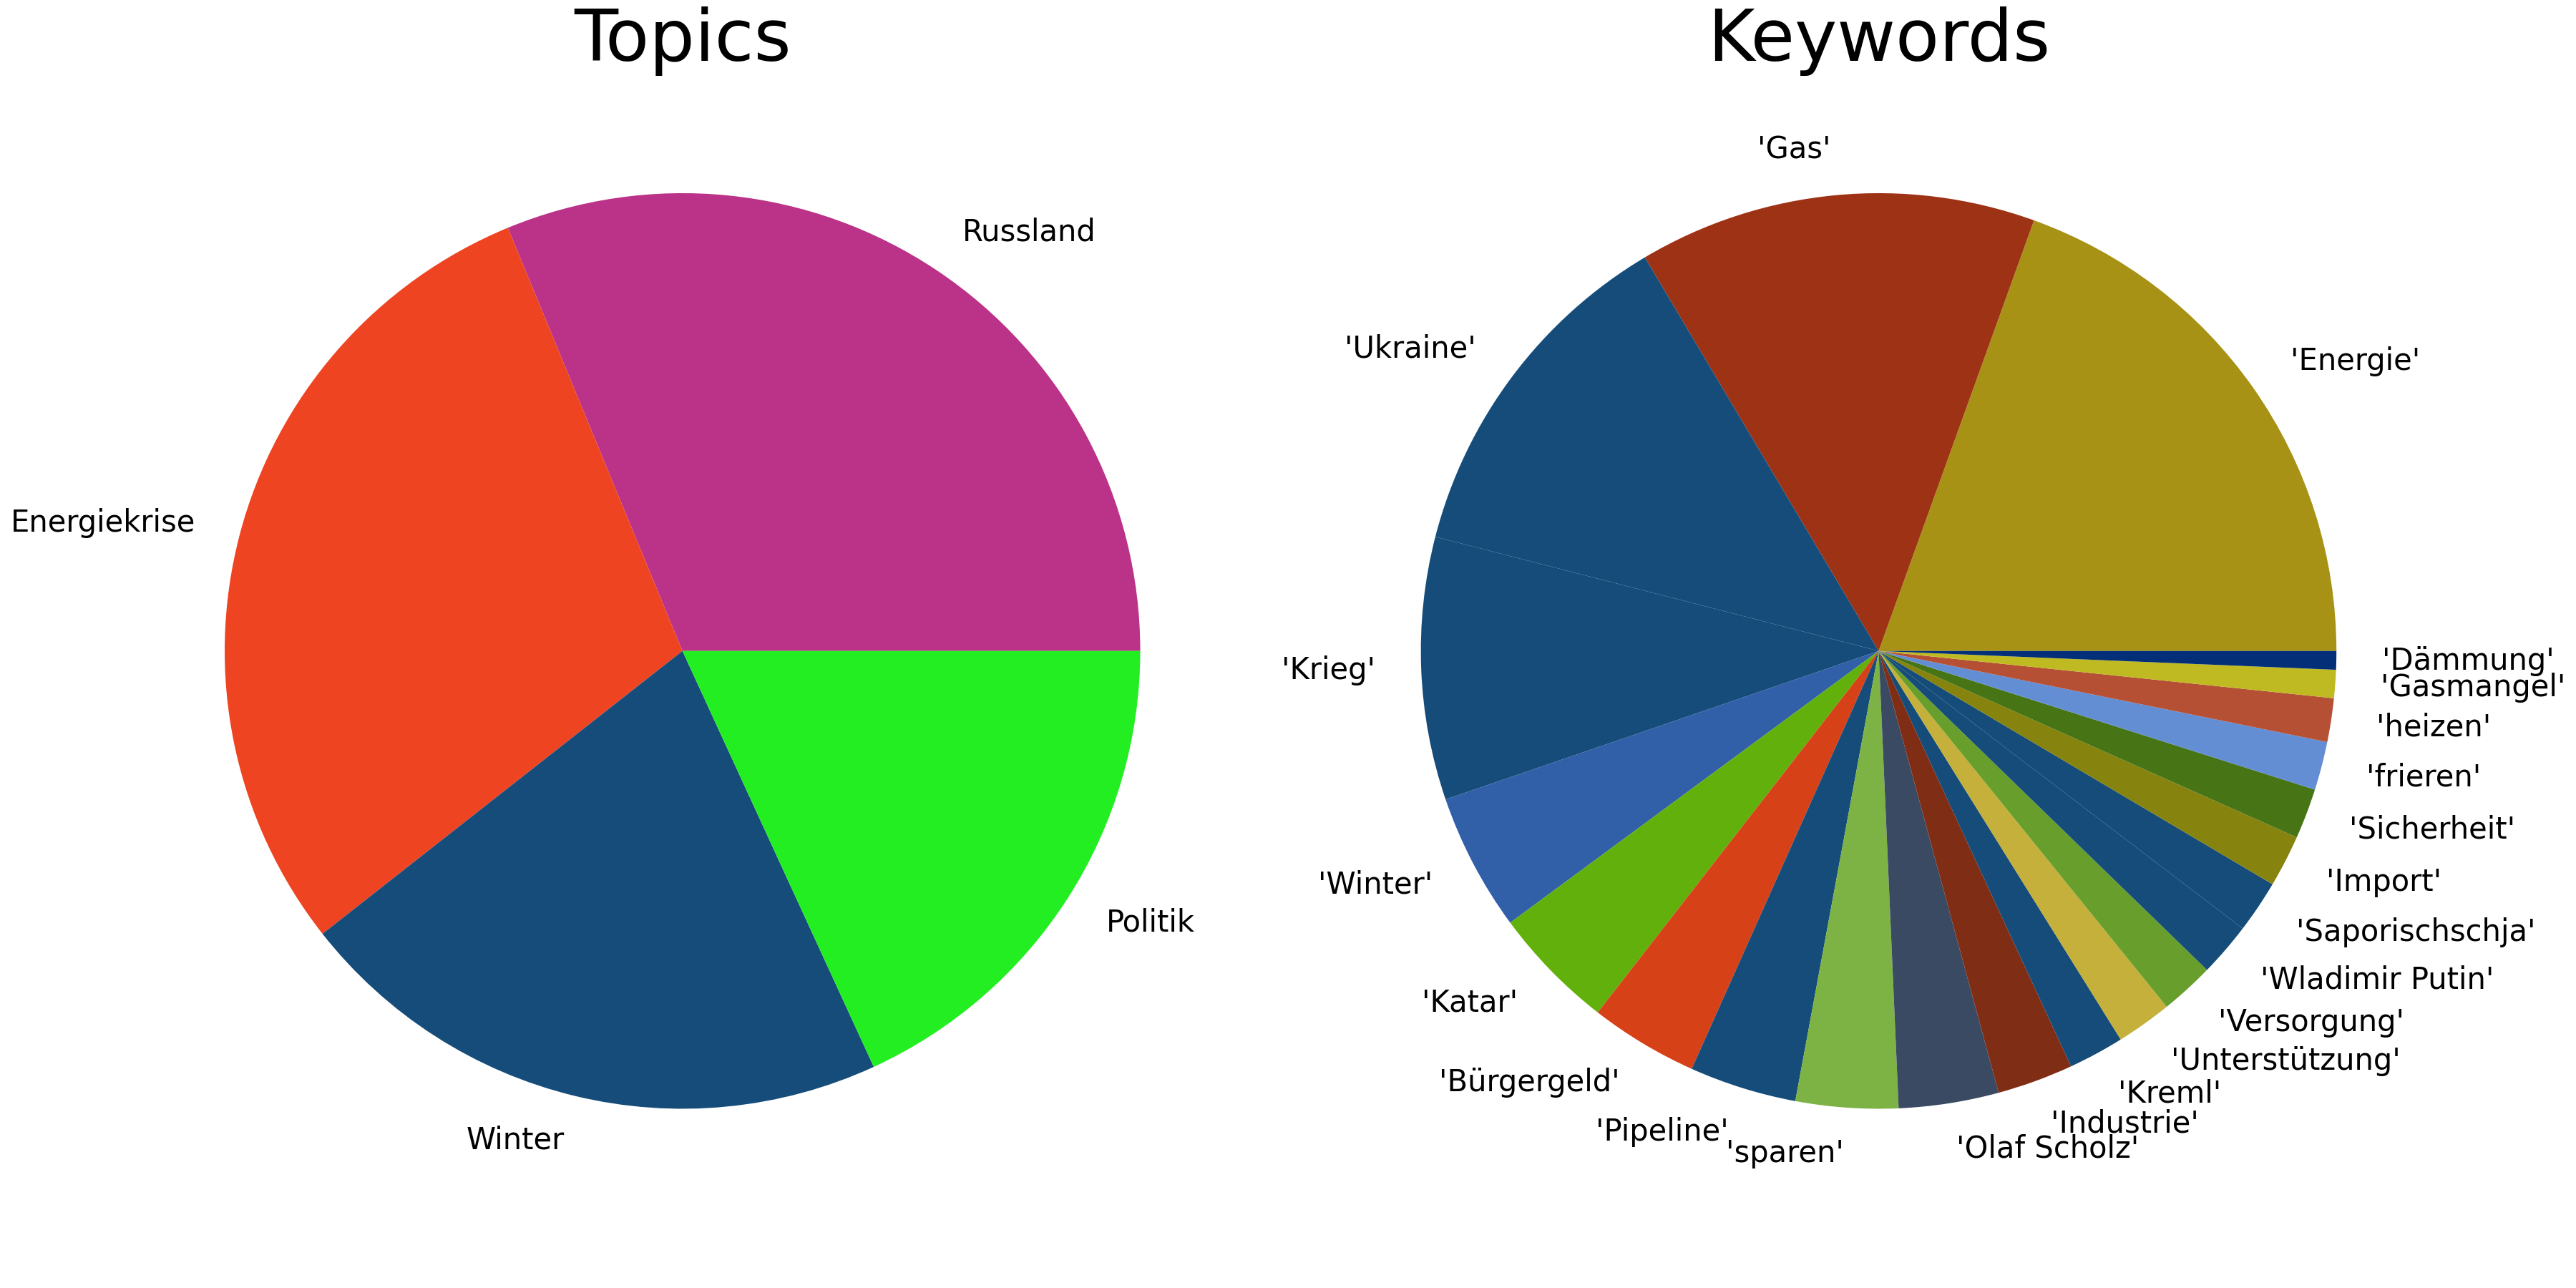 Topics
Russland
Energiekrise
Winter
Politik
Keywords
'Energie'
'Gas'
'Ukraine'
'Krieg'
'Winter'
'Katar'
'Bürgergeld'
'Pipeline'
'sparen'
'Olaf Scholz'
'Industrie'
'Kreml'
'Unterstützung'
'Versorgung'
'Wladimir Putin'
'Saporischschja'
'Import'
'Sicherheit'
'frieren'
'heizen'
'Gasmangel'
'Dämmung'